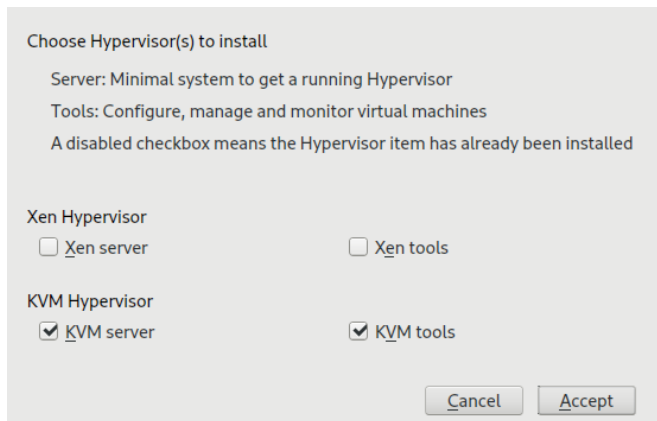 Choose Hypervisor(s) to install
Server: Minimal system to get a running Hypervisor
Tools: Configure, manage and monitor virtual machines
A disabled checkbox means the Hypervisor item has already been installed
Xen Hypervisor
Xen server
Xen tools
KVM Hypervisor
KVM server
KVM tools
Cancel
Accept